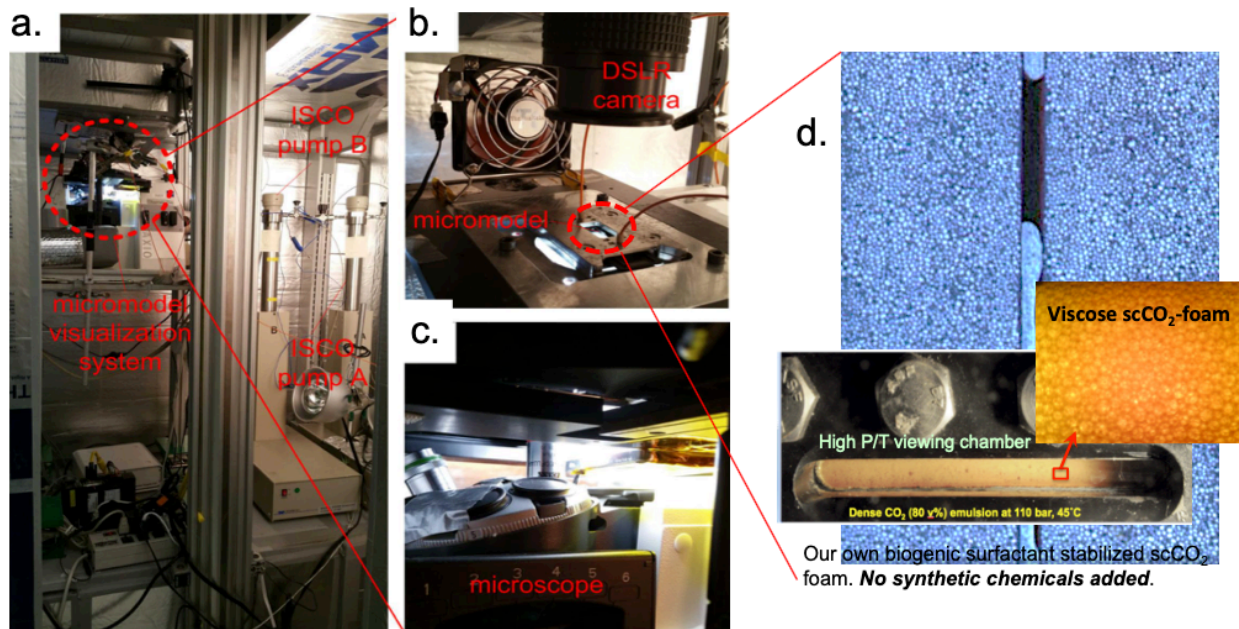 a.
ISCO
pump B
micromodel
visualization
system
B
ISCO
pump A
b.
DSLR
camera
micromodel
c.
1 2 3 4 5 6
microscope
d.
Viscose scCO₂-foam
High P/T viewing chamber
Dense CO₂ (80 v%) emulsion at 110 bar, 45°C
Our own biogenic surfactant stabilized scCO₂
foam. No synthetic chemicals added.